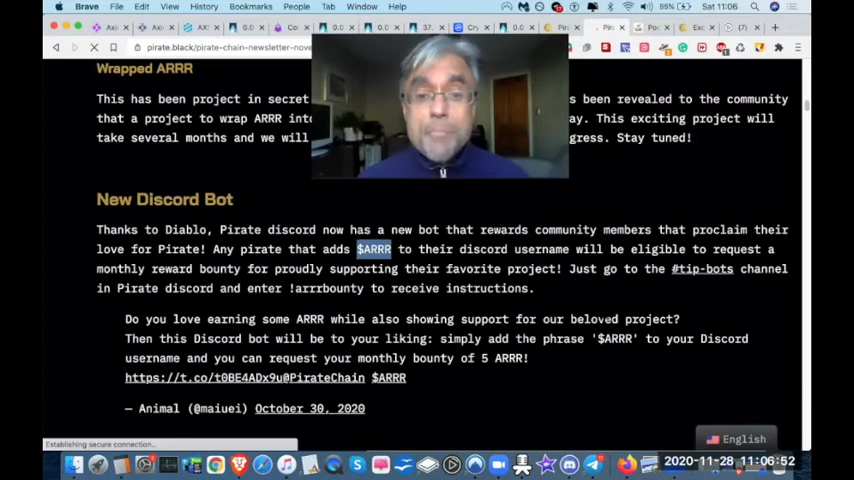 Brave File Edit View History Bookmarks People Tab Window Help
85% Sat 11:06
pirate.black/pirate-chain-newsletter-nove
Wrapped ARRR
This has been project in secret been revealed to the community
that a project to wrap ARRR into This exciting project will
take several months and we will Stay tuned!
New Discord Bot
Thanks to Diablo, Pirate discord now has a new bot that rewards community members that proclaim their
love for Pirate! Any pirate that adds $ARRR to their discord username will be eligible to request a
monthly reward bounty for proudly supporting their favorite project! Just go to the #tip-bots channel
in Pirate discord and enter !arrrbounty to receive instructions.
Do you love earning some ARRR while also showing support for our beloved project?
Then this Discord bot will be to your liking: simply add the phrase '$ARRR' to your Discord
username and you can request your monthly bounty of 5 ARRR!
https://t.co/t0BE4ADx9u@PirateChain $ARRR
— Animal (@maiuei) October 30, 2020
English
Establishing secure connection...
2020-11-28 11:06:52